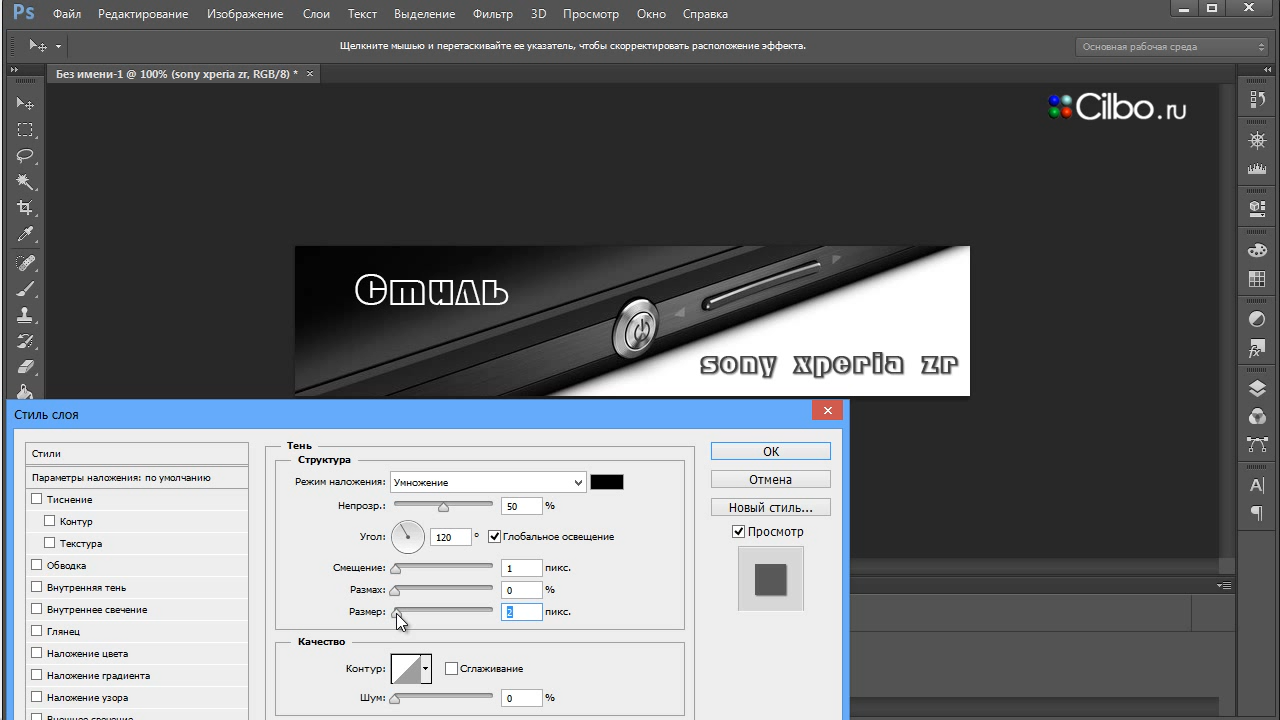 Ps Файл Редактирование Изображение Слои Текст Выделение Фильтр 3D Просмотр Окно Справка
Щелкните мышью и перетаскивайте ее указатель, чтобы скорректировать расположение эффекта.
Основная рабочая среда
Без имени-1 @ 100% (sony xperia zr, RGB/8) * ×
Cilbo.ru
Стиль
sony xperia zr
Стиль слоя
Стили
Параметры наложения: по умолчанию
Тиснение
Контур
Текстура
Обводка
Внутренняя тень
Внутреннее свечение
Глянец
Наложение цвета
Наложение градиента
Наложение узора
Внешнее свечение
Тень
Структура
Режим наложения: Умножение
Непрозр.: 50 %
Угол: 120 ° Глобальное освещение
Смещение: 1 пикс.
Размах: 0 %
Размер: 2 пикс.
Качество
Контур: Сглаживание
Шум: 0 %
OK
Отмена
Новый стиль...
Просмотр